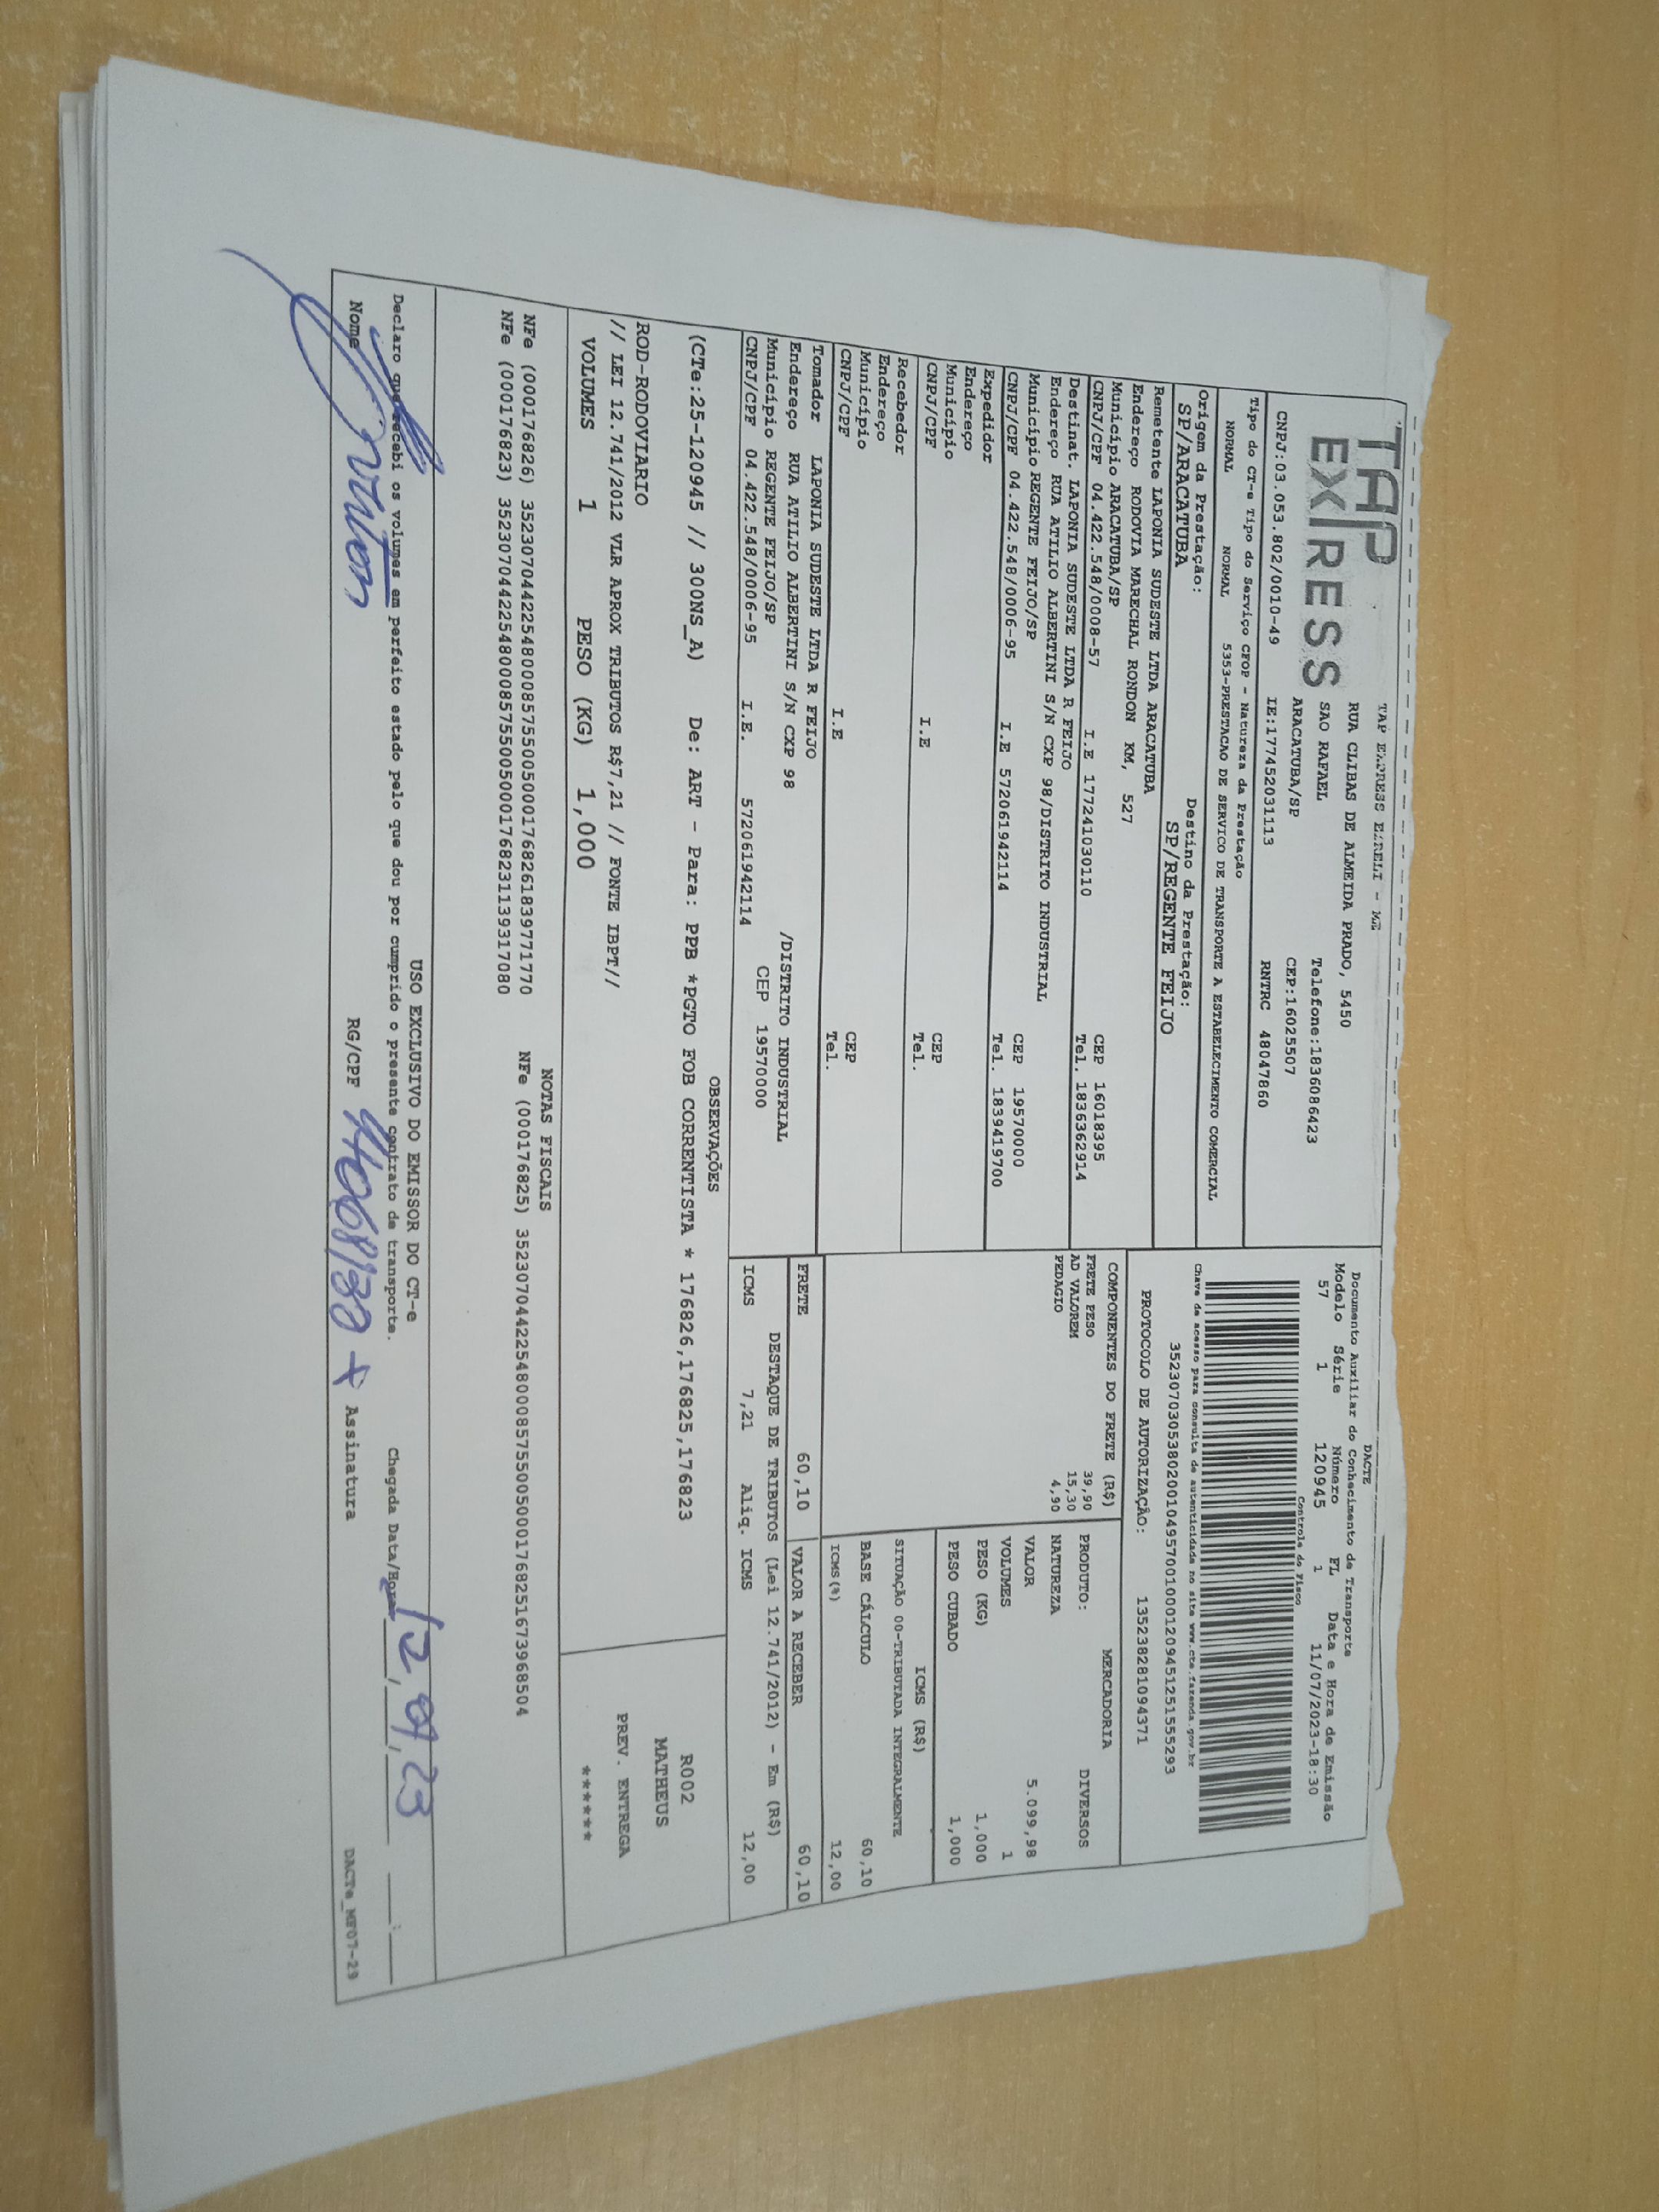 TAP EXPRESS
TAP EXPRESS EIRELI - ME
RUA CLIBAS DE ALMEIDA PRADO, 5450
SAO RAFAEL Telefone:1836086423
ARACATUBA/SP CEP:16025507
CNPJ:03.053.802/0010-49 IE:177452031113 RNTRC 48047860
Tipo do CT-e Tipo do Serviço CFOP - Natureza da Prestação
NORMAL NORMAL 5353-PRESTACAO DE SERVICO DE TRANSPORTE A ESTABELECIMENTO COMERCIAL
Origem da Prestação: Destino da Prestação:
SP/ARACATUBA SP/REGENTE FEIJO
Remetente LAPONIA SUDESTE LTDA ARACATUBA
Endereço RODOVIA MARECHAL RONDON KM, 527
Município ARACATUBA/SP CEP 16018395
CNPJ/CPF 04.422.548/0008-57 I.E 177241030110 Tel. 1836362914
Destinat. LAPONIA SUDESTE LTDA R FEIJO
Endereço RUA ATILIO ALBERTINI S/N CXP 98/DISTRITO INDUSTRIAL
Município REGENTE FEIJO/SP CEP 19570000
CNPJ/CPF 04.422.548/0006-95 I.E 572061942114 Tel. 1839419700
Expedidor
Endereço
Município CEP
CNPJ/CPF I.E Tel.
Recebedor
Endereço
Município CEP
CNPJ/CPF I.E Tel.
Tomador LAPONIA SUDESTE LTDA R FEIJO
Endereço RUA ATILIO ALBERTINI S/N CXP 98 /DISTRITO INDUSTRIAL
Município REGENTE FEIJO/SP CEP 19570000
CNPJ/CPF 04.422.548/0006-95 I.E. 572061942114
DACTE
Documento Auxiliar do Conhecimento de Transporte
Modelo Série Número FL Data e Hora de Emissão
57 1 120945 1 11/07/2023-18:30
Controle do Fisco
Chave de acesso para consulta de autenticidade no site www.cte.fazenda.gov.br
35230703053802001049570010001209451251555293
PROTOCOLO DE AUTORIZAÇÃO: 135238281094371
COMPONENTES DO FRETE (R$)
FRETE PESO 39,90
AD VALOREM 15,30
PEDAGIO 4,90
MERCADORIA
PRODUTO: DIVERSOS
NATUREZA
VALOR 5.099,98
VOLUMES 1
PESO (KG) 1,000
PESO CUBADO 1,000
ICMS (R$)
SITUAÇÃO 00-TRIBUTADA INTEGRALMENTE
BASE CÁLCULO 60,10
ICMS (%) 12,00
FRETE 60,10 VALOR A RECEBER 60,10
DESTAQUE DE TRIBUTOS (Lei 12.741/2012) - Em (R$)
ICMS 7,21 Aliq. ICMS 12,00
OBSERVAÇÕES
(CTe:25-120945 // 300NS_A) De: ART - Para: PPB *PGTO FOB CORRENTISTA * 176826,176825,176823
ROD-RODOVIARIO
// LEI 12.741/2012 VLR APROX TRIBUTOS R$7,21 // FONTE IBPT//
R002
MATHEUS
VOLUMES 1 PESO (KG) 1,000
PREV. ENTREGA
******
NOTAS FISCAIS
NFe (000176826) 35230704422548000857550050001768261839771770 NFe (000176825) 35230704422548000857550050001768251673968504
NFe (000176823) 35230704422548000857550050001768231139317080
USO EXCLUSIVO DO EMISSOR DO CT-e
Declaro que recebi os volumes em perfeito estado pelo que dou por cumprido o presente contrato de transporte. Chegada Data/Hora 12,07,23 :
Nome RG/CPF Assinatura
DACTe_MF07-29